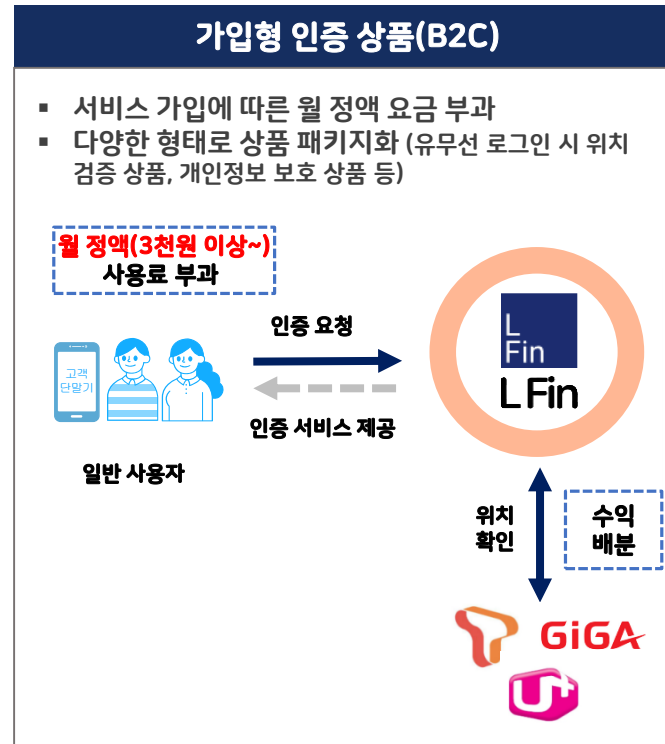 가입형 인증 상품(B2C)
▪ 서비스 가입에 따른 월 정액 요금 부과
▪ 다양한 형태로 상품 패키지화 (유무선 로그인 시 위치
검증 상품, 개인정보 보호 상품 등)
월 정액(3천원 이상~)
사용료 부과
고객
단말기
일반 사용자
인증 요청
인증 서비스 제공
L
Fin
L Fin
위치
확인
수익
배분
T
GiGA
U+